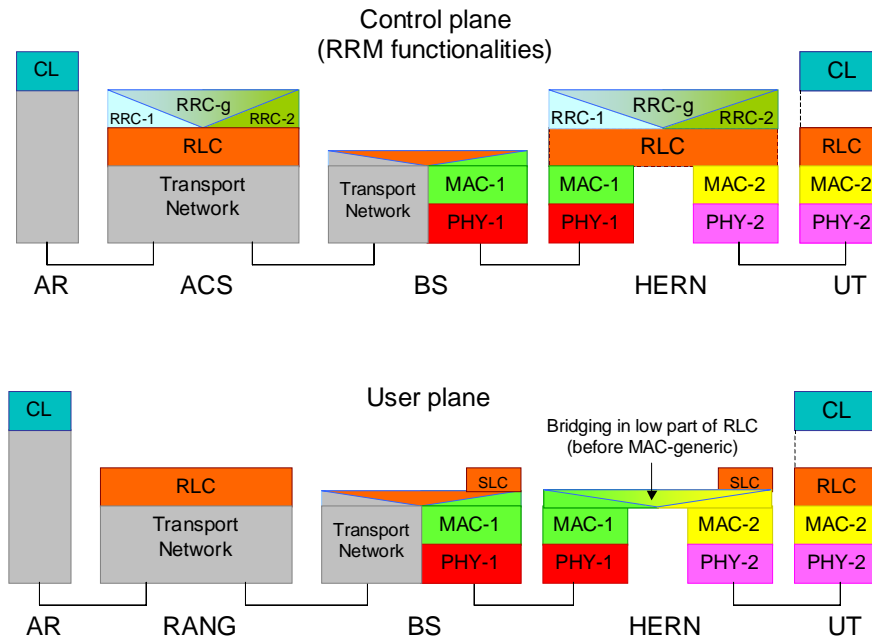 Control plane
(RRM functionalities)
CL
CL
RRC-g
RRC-1
RRC-2
RRC-g
RRC-1
RRC-2
RLC
RLC
RLC
Transport
Network
Transport
Network
MAC-1
MAC-1
MAC-2
MAC-2
PHY-1
PHY-1
PHY-2
PHY-2
AR
ACS
BS
HERN
UT
User plane
CL
CL
Bridging in low part of RLC
(before MAC-generic)
RLC
SLC
SLC
RLC
Transport
Network
Transport
Network
MAC-1
MAC-1
MAC-2
MAC-2
PHY-1
PHY-1
PHY-2
PHY-2
AR
RANG
BS
HERN
UT